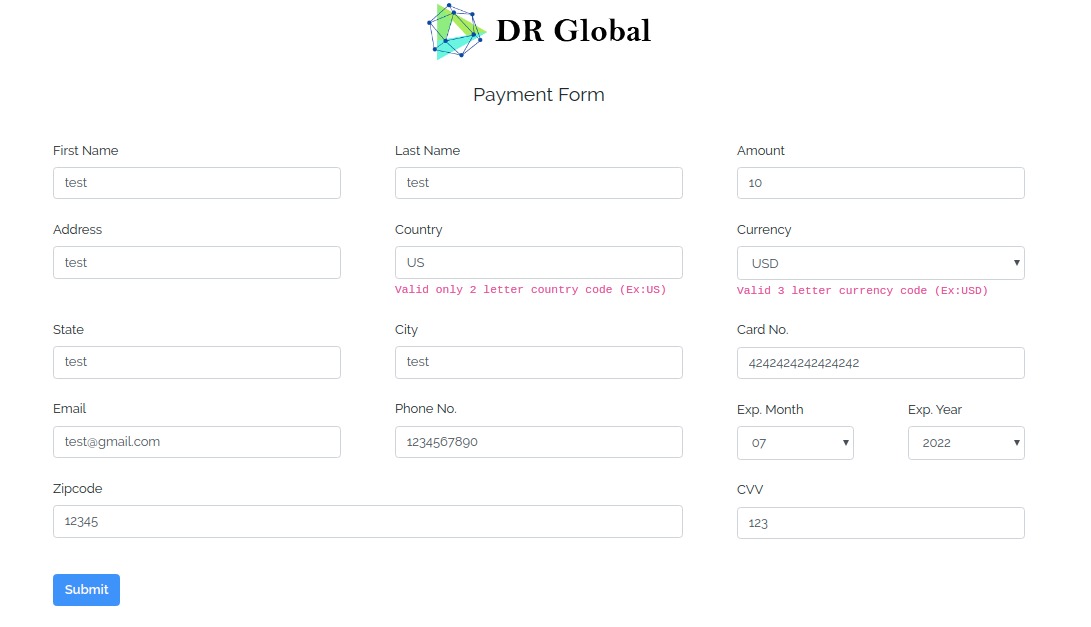 DR Global
Payment Form
First Name
Last Name
Amount
test
test
10
Address
Country
Currency
test
US
USD
Valid only 2 letter country code (Ex:US)
Valid 3 letter currency code (Ex:USD)
State
City
Card No.
test
test
4242424242424242
Email
Phone No.
Exp. Month
Exp. Year
test@gmail.com
1234567890
07
2022
Zipcode
CVV
12345
123
Submit